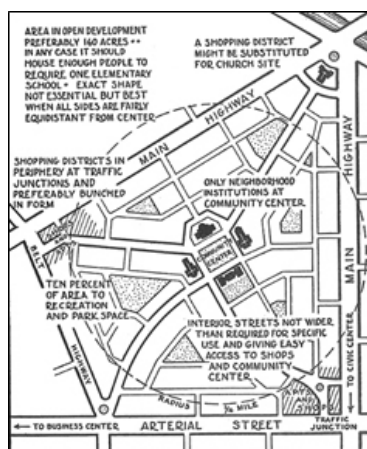 AREA IN OPEN DEVELOPMENT
PREFERABLY 160 ACRES ++
IN ANY CASE IT SHOULD
HOUSE ENOUGH PEOPLE TO
REQUIRE ONE ELEMENTARY
SCHOOL + EXACT SHAPE
NOT ESSENTIAL BUT BEST
WHEN ALL SIDES ARE FAIRLY
EQUIDISTANT FROM CENTER
A SHOPPING DISTRICT
MIGHT BE SUBSTITUTED
FOR CHURCH SITE
MAIN HIGHWAY
SHOPPING DISTRICTS IN
PERIPHERY AT TRAFFIC
JUNCTIONS AND
PREFERABLY BUNCHED
IN FORM
ONLY NEIGHBORHOOD
INSTITUTIONS AT
COMMUNITY CENTER
HIGHWAY
MAIN
BELT
HIGHWAY
COMMUNITY
CENTER
TEN PERCENT
OF AREA TO
RECREATION
AND PARK SPACE
INTERIOR STREETS NOT WIDER
THAN REQUIRED FOR SPECIFIC
USE AND GIVING EASY
ACCESS TO SHOPS
AND COMMUNITY
CENTER
RADIUS
1/4 MILE
TO CIVIC CENTER
TRAFFIC
JUNCTION
TO BUSINESS CENTER
ARTERIAL STREET